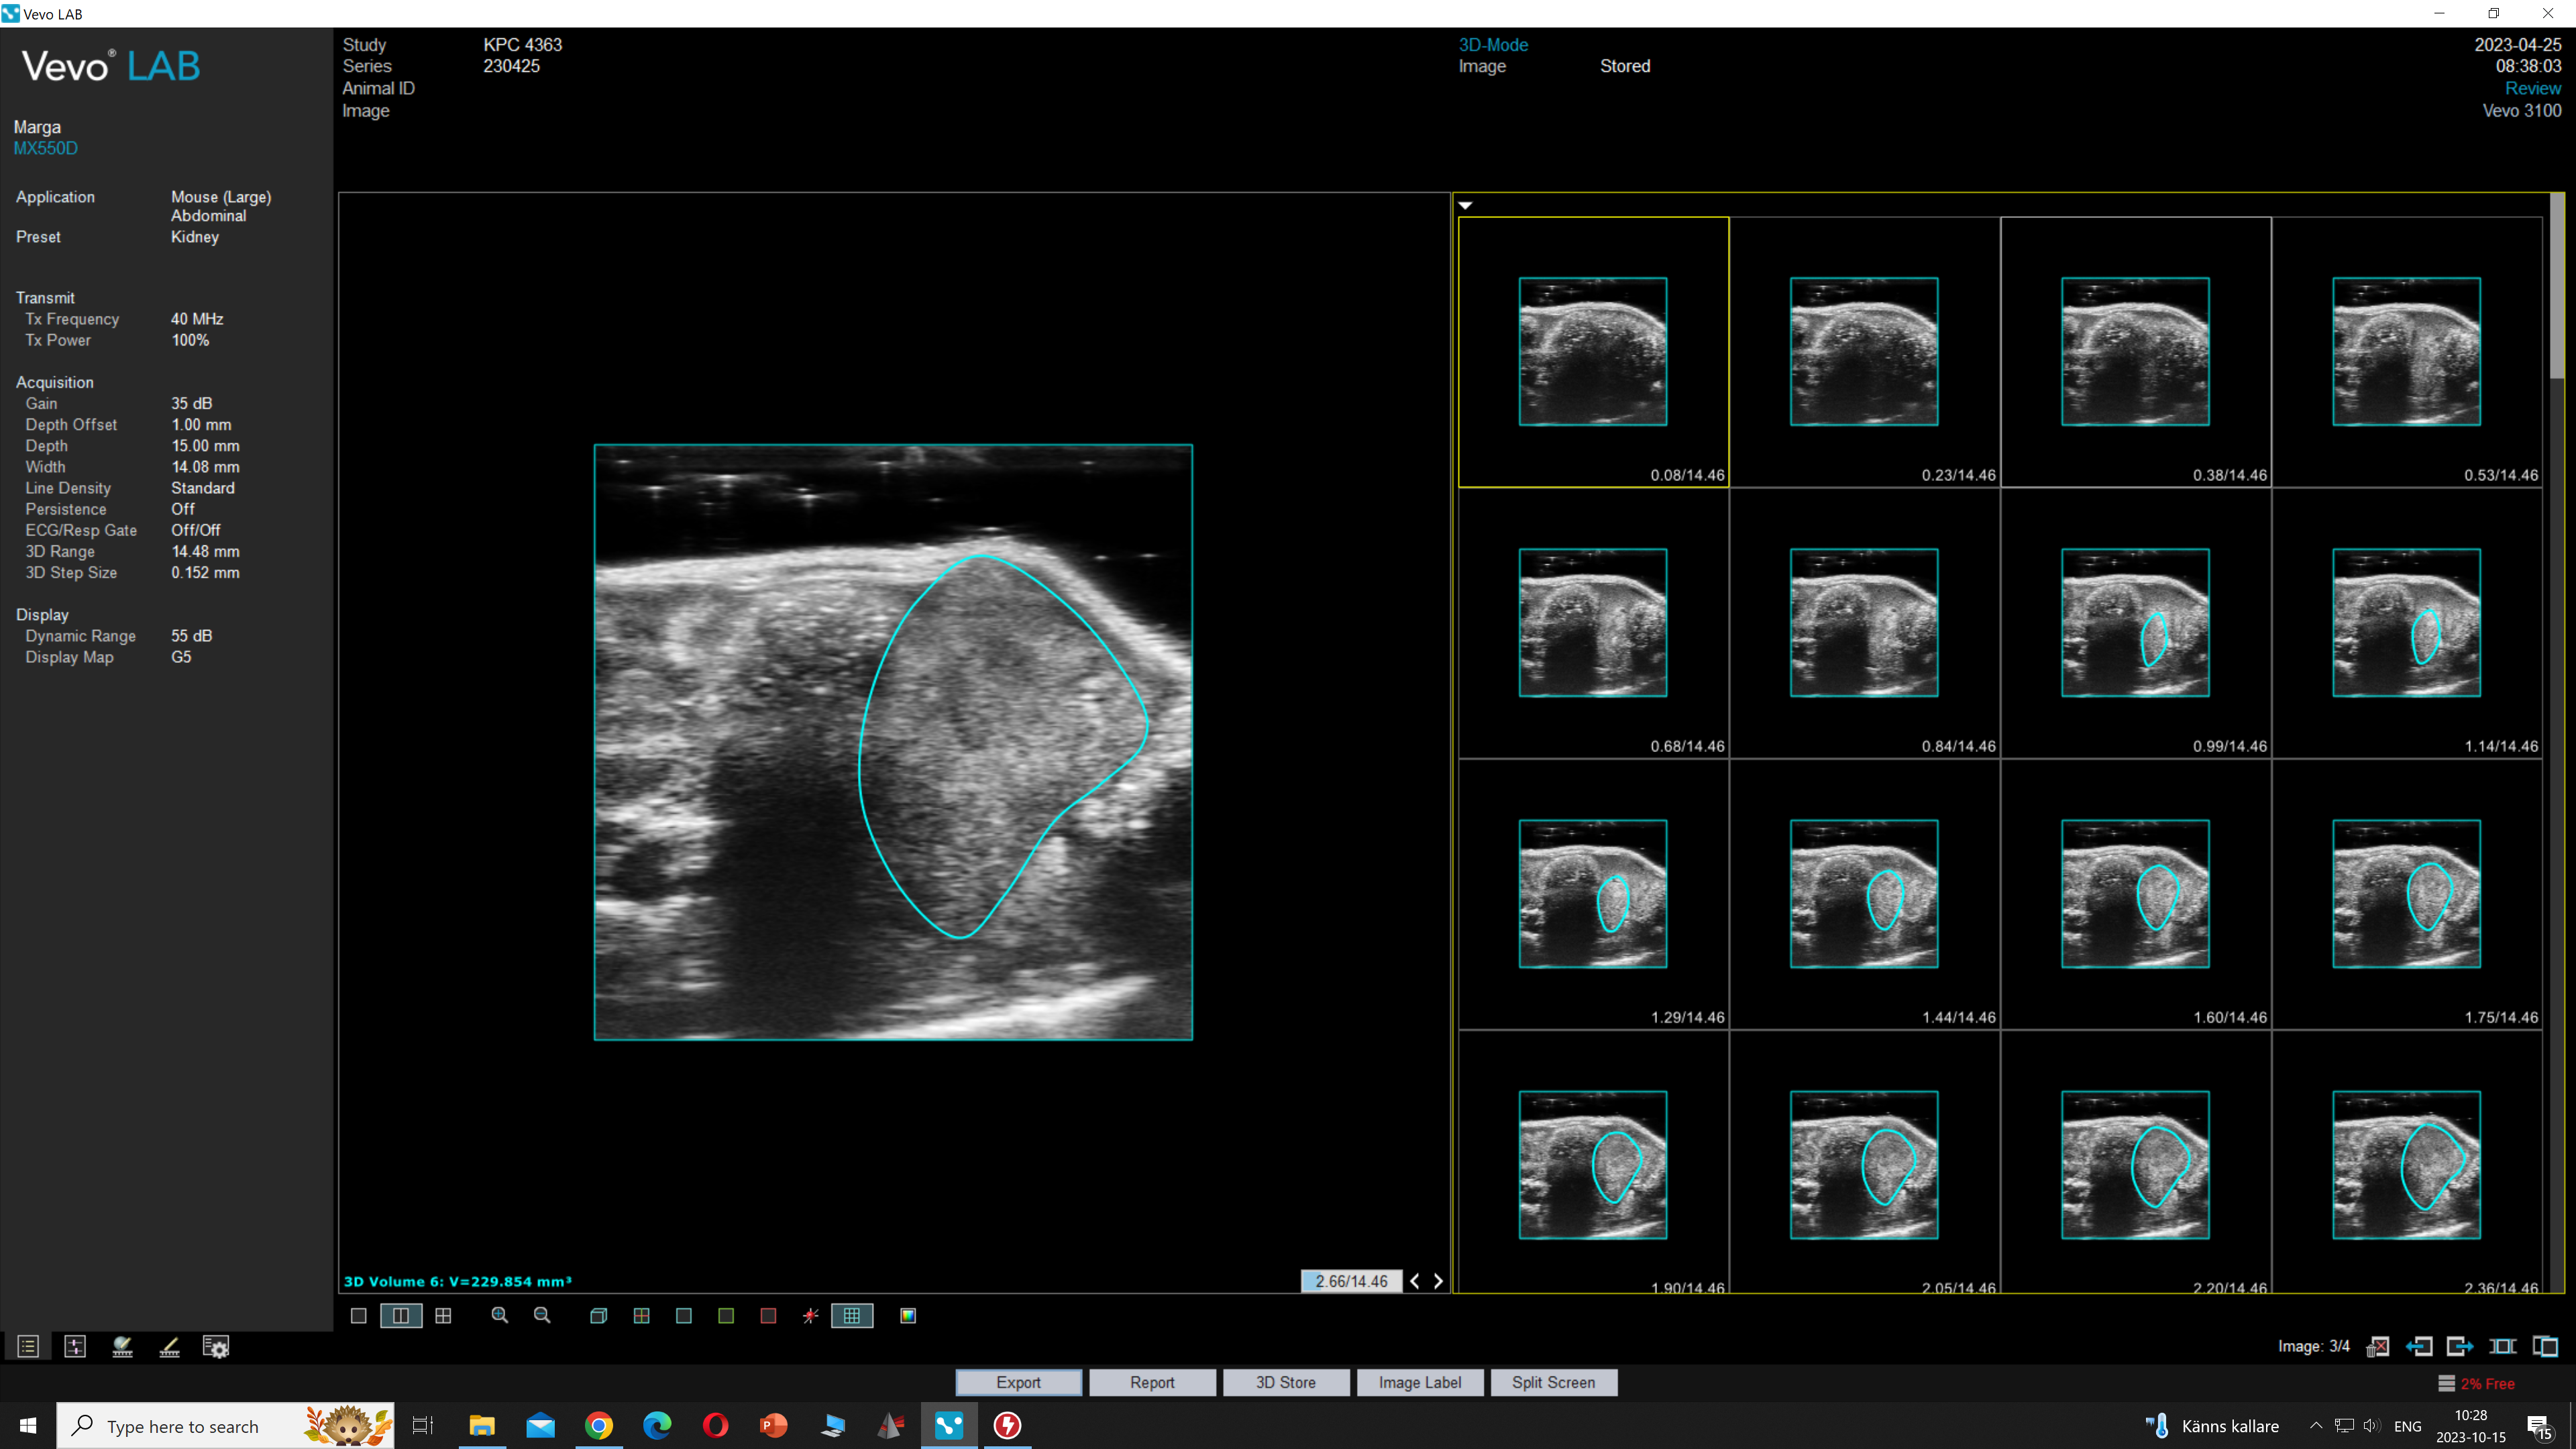 Vevo LAB
Vevo® LAB
Study KPC 4363
Series 230425
Animal ID
Image
3D-Mode
Image Stored
2023-04-25
08:38:03
Review
Vevo 3100
Marga
MX550D
Application Mouse (Large)
Abdominal
Preset Kidney
Transmit
Tx Frequency 40 MHz
Tx Power 100%
Acquisition
Gain 35 dB
Depth Offset 1.00 mm
Depth 15.00 mm
Width 14.08 mm
Line Density Standard
Persistence Off
ECG/Resp Gate Off/Off
3D Range 14.48 mm
3D Step Size 0.152 mm
Display
Dynamic Range 55 dB
Display Map G5
0.08/14.46 0.23/14.46 0.38/14.46 0.53/14.46
0.68/14.46 0.84/14.46 0.99/14.46 1.14/14.46
1.29/14.46 1.44/14.46 1.60/14.46 1.75/14.46
1.90/14.46 2.05/14.46 2.20/14.46 2.36/14.46
3D Volume 6: V=229.854 mm³
2.66/14.46
Image: 3/4
Export Report 3D Store Image Label Split Screen
2% Free
Type here to search
Känns kallare
ENG
10:28
2023-10-15
15